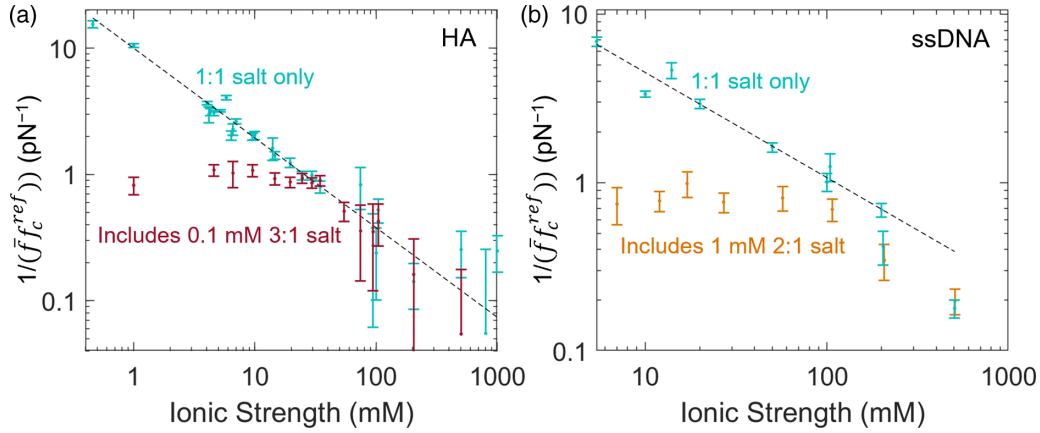 (a)
HA
1:1 salt only
Includes 0.1 mM 3:1 salt
1/(f̄ f_c^{ref})) (pN⁻¹)
10
1
0.1
1
10
100
1000
Ionic Strength (mM)
(b)
ssDNA
1:1 salt only
Includes 1 mM 2:1 salt
1/(f̄ f_c^{ref})) (pN⁻¹)
10
1
0.1
10
100
1000
Ionic Strength (mM)